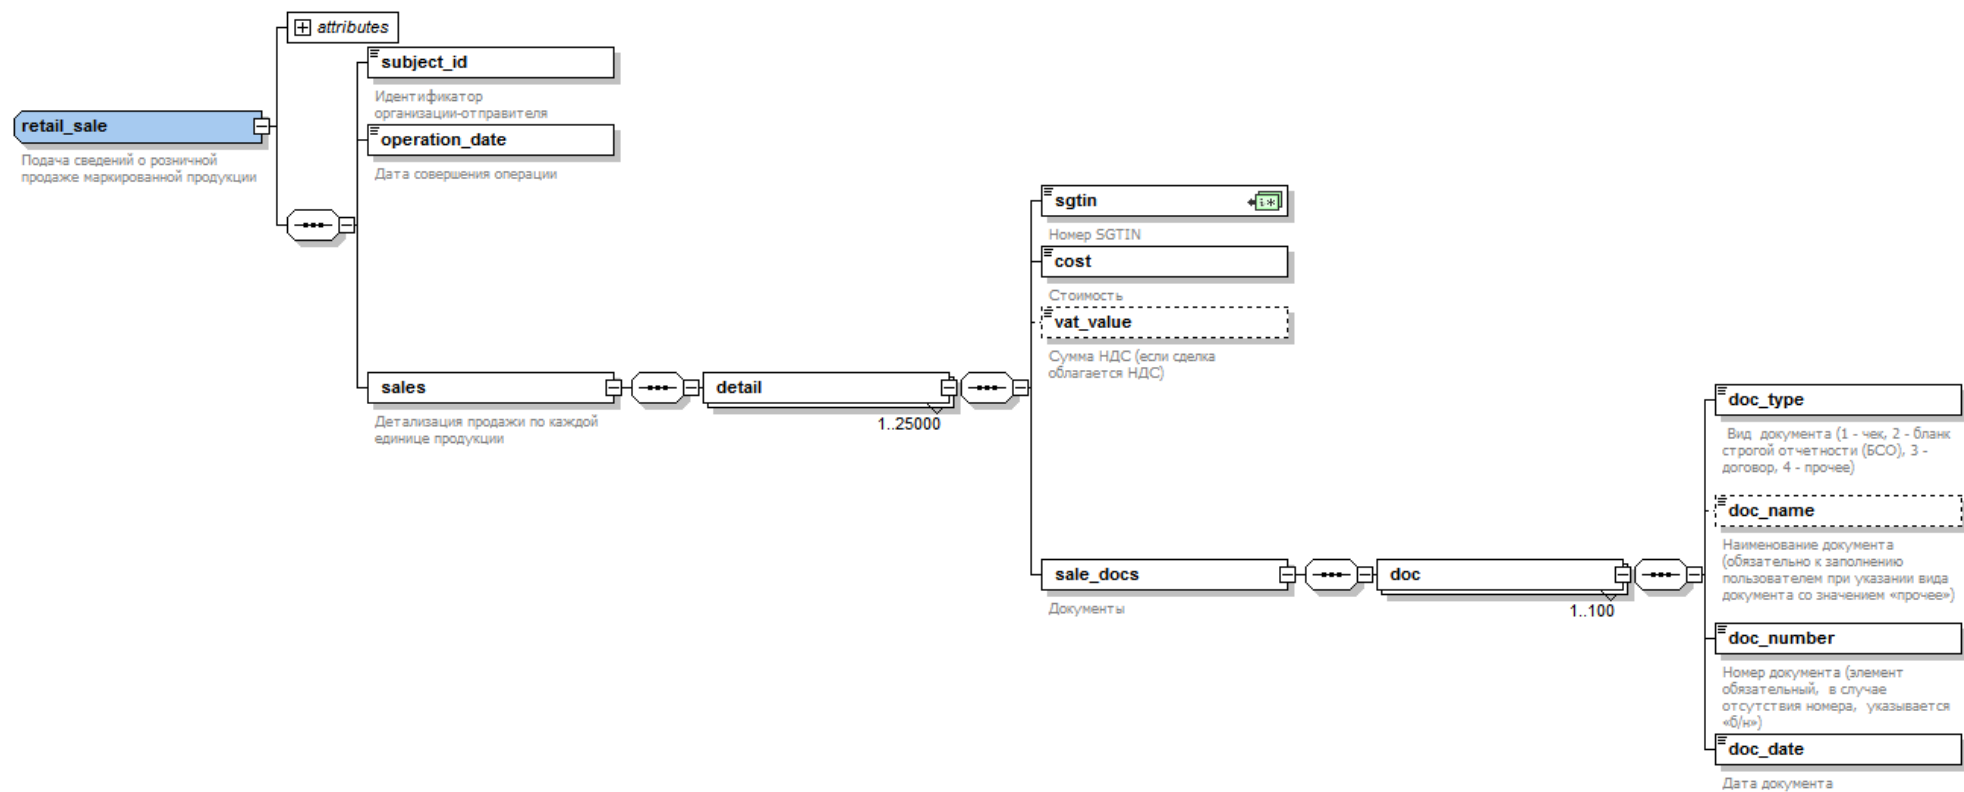 attributes
subject_id
Идентификатор
организации-отправителя
retail_sale
Подача сведений о розничной
продаже маркированной продукции
operation_date
Дата совершения операции
sales
Детализация продажи по каждой
единице продукции
detail
1..25000
sgtin
Номер SGTIN
cost
Стоимость
vat_value
Сумма НДС (если сделка
облагается НДС)
sale_docs
Документы
doc
1..100
doc_type
Вид документа (1 - чек, 2 - бланк
строгой отчетности (БСО), 3 -
договор, 4 - прочее)
doc_name
Наименование документа
(обязательно к заполнению
пользователем при указании вида
документа со значением «прочее»)
doc_number
Номер документа (элемент
обязательный, в случае
отсутствия номера, указывается
«б/н»)
doc_date
Дата документа